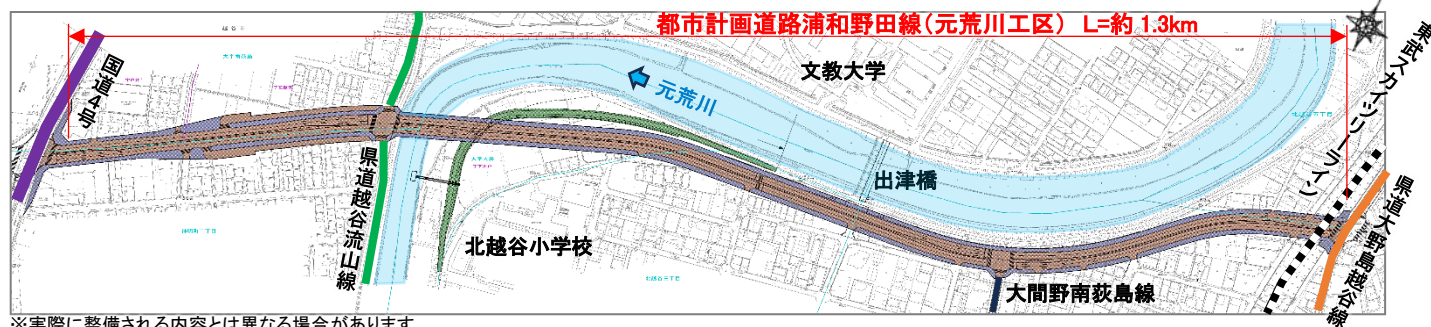 都市計画道路浦和野田線(元荒川工区) L=約 1.3km
東武スカイツリーライン
国道4号
文教大学
元荒川
県道越谷流山線
出津橋
北越谷小学校
県道大野島越谷線
大間野南荻島線
※実際に整備される内容とは異なる場合があります